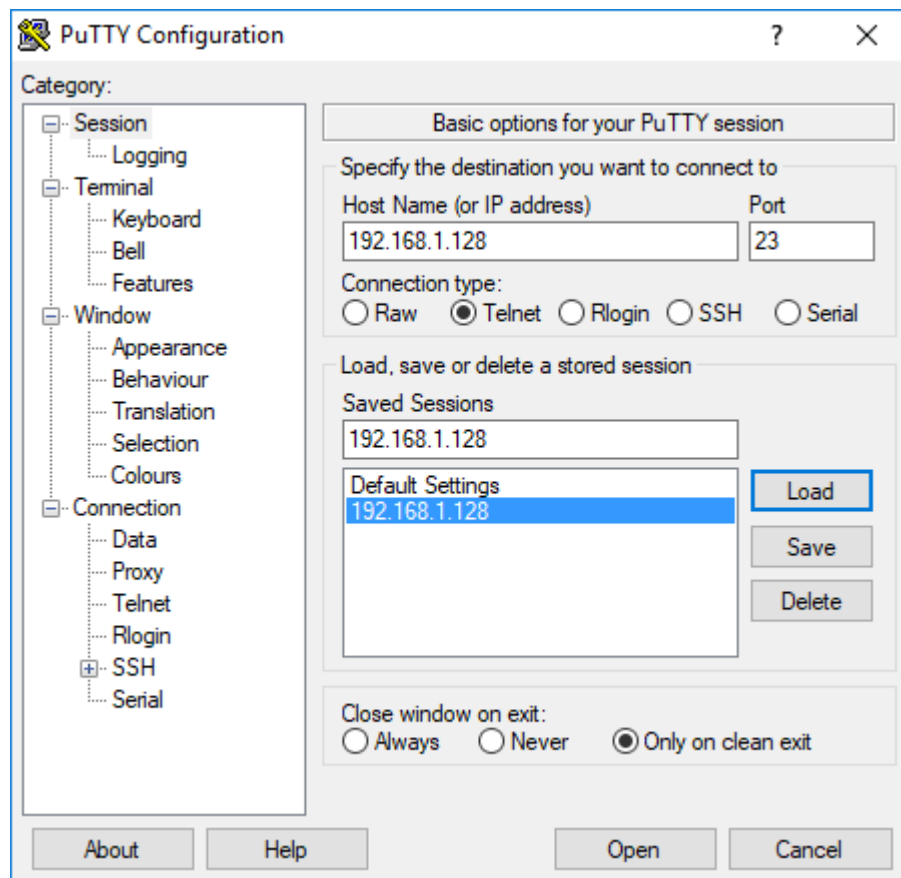 PuTTY Configuration
?
Category:
Session
Logging
Terminal
Keyboard
Bell
Features
Window
Appearance
Behaviour
Translation
Selection
Colours
Connection
Data
Proxy
Telnet
Rlogin
SSH
Serial
Basic options for your PuTTY session
Specify the destination you want to connect to
Host Name (or IP address) Port
192.168.1.128 23
Connection type:
Raw Telnet Rlogin SSH Serial
Load, save or delete a stored session
Saved Sessions
192.168.1.128
Default Settings
192.168.1.128
Load
Save
Delete
Close window on exit:
Always Never Only on clean exit
About Help Open Cancel